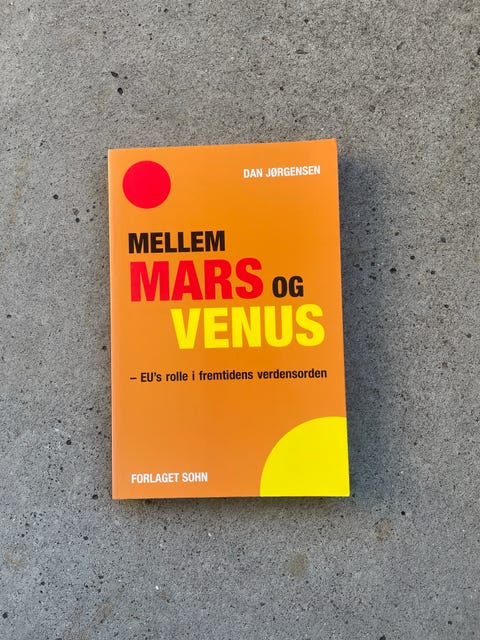 DAN JØRGENSEN
MELLEM
MARS OG
VENUS
– EU's rolle i fremtidens verdensorden
FORLAGET SOHN